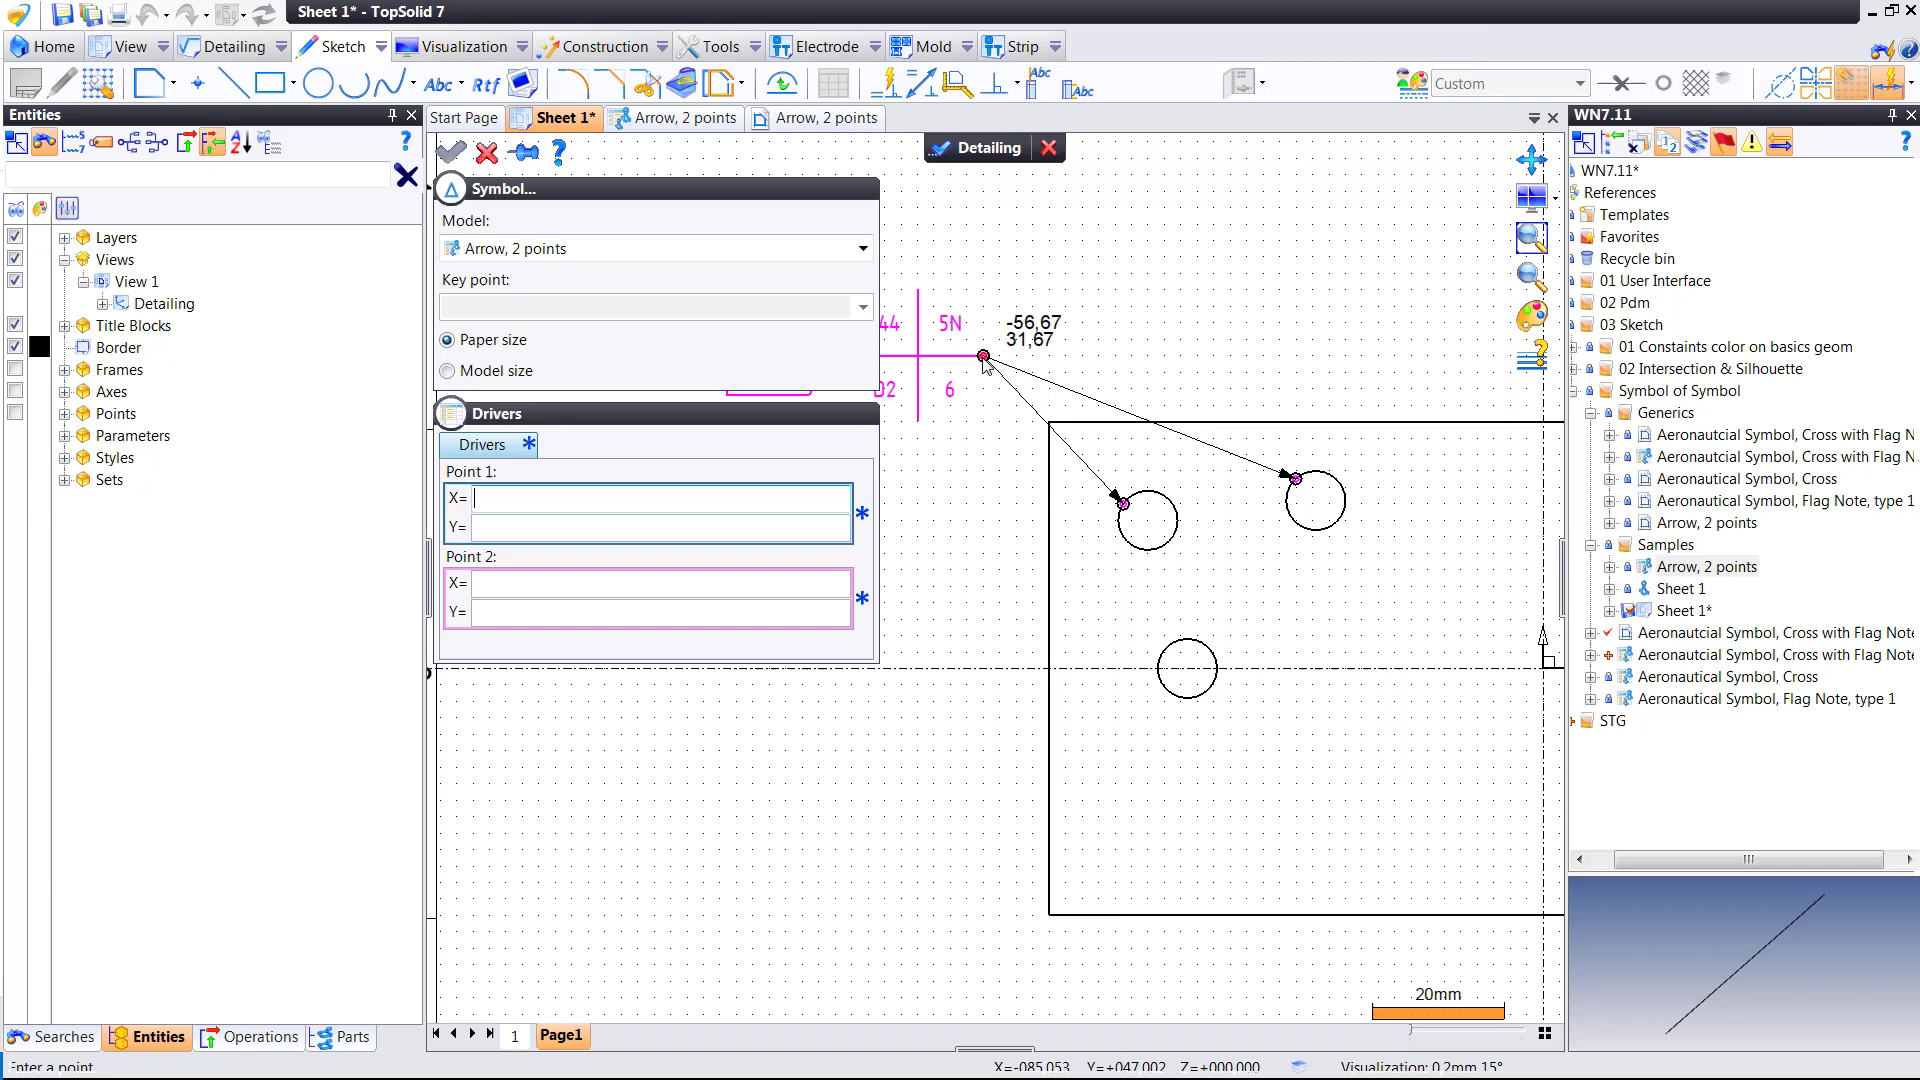 Sheet 1* - TopSolid 7
Home
View
Detailing
Sketch
Visualization
Construction
Tools
Electrode
Mold
Strip
Abc
Rtf
Abc
Abc
Custom
Entities
Start Page
Sheet 1*
Arrow, 2 points
Arrow, 2 points
WN7.11
Detailing
Symbol...
Model:
Arrow, 2 points
Key point:
Paper size
Model size
Drivers
Drivers
Point 1:
X=
Y=
Point 2:
X=
Y=
Layers
Views
View 1
Detailing
Title Blocks
Border
Frames
Axes
Points
Parameters
Styles
Sets
44
5N
D2
6
-56,67
31,67
20mm
WN7.11*
References
Templates
Favorites
Recycle bin
01 User Interface
02 Pdm
03 Sketch
01 Constaints color on basics geom
02 Intersection & Silhouette
Symbol of Symbol
Generics
Aeronautcial Symbol, Cross with Flag N
Aeronautcial Symbol, Cross with Flag N
Aeronautical Symbol, Cross
Aeronautical Symbol, Flag Note, type 1
Arrow, 2 points
Samples
Arrow, 2 points
Sheet 1
Sheet 1*
Aeronautcial Symbol, Cross with Flag Note
Aeronautcial Symbol, Cross with Flag Note
Aeronautical Symbol, Cross
Aeronautical Symbol, Flag Note, type 1
STG
Searches
Entities
Operations
Parts
1
Page1
Enter a point
X=-085,053
Y=+047,002
Z=+000,000
Visualization: 0.2mm 15°